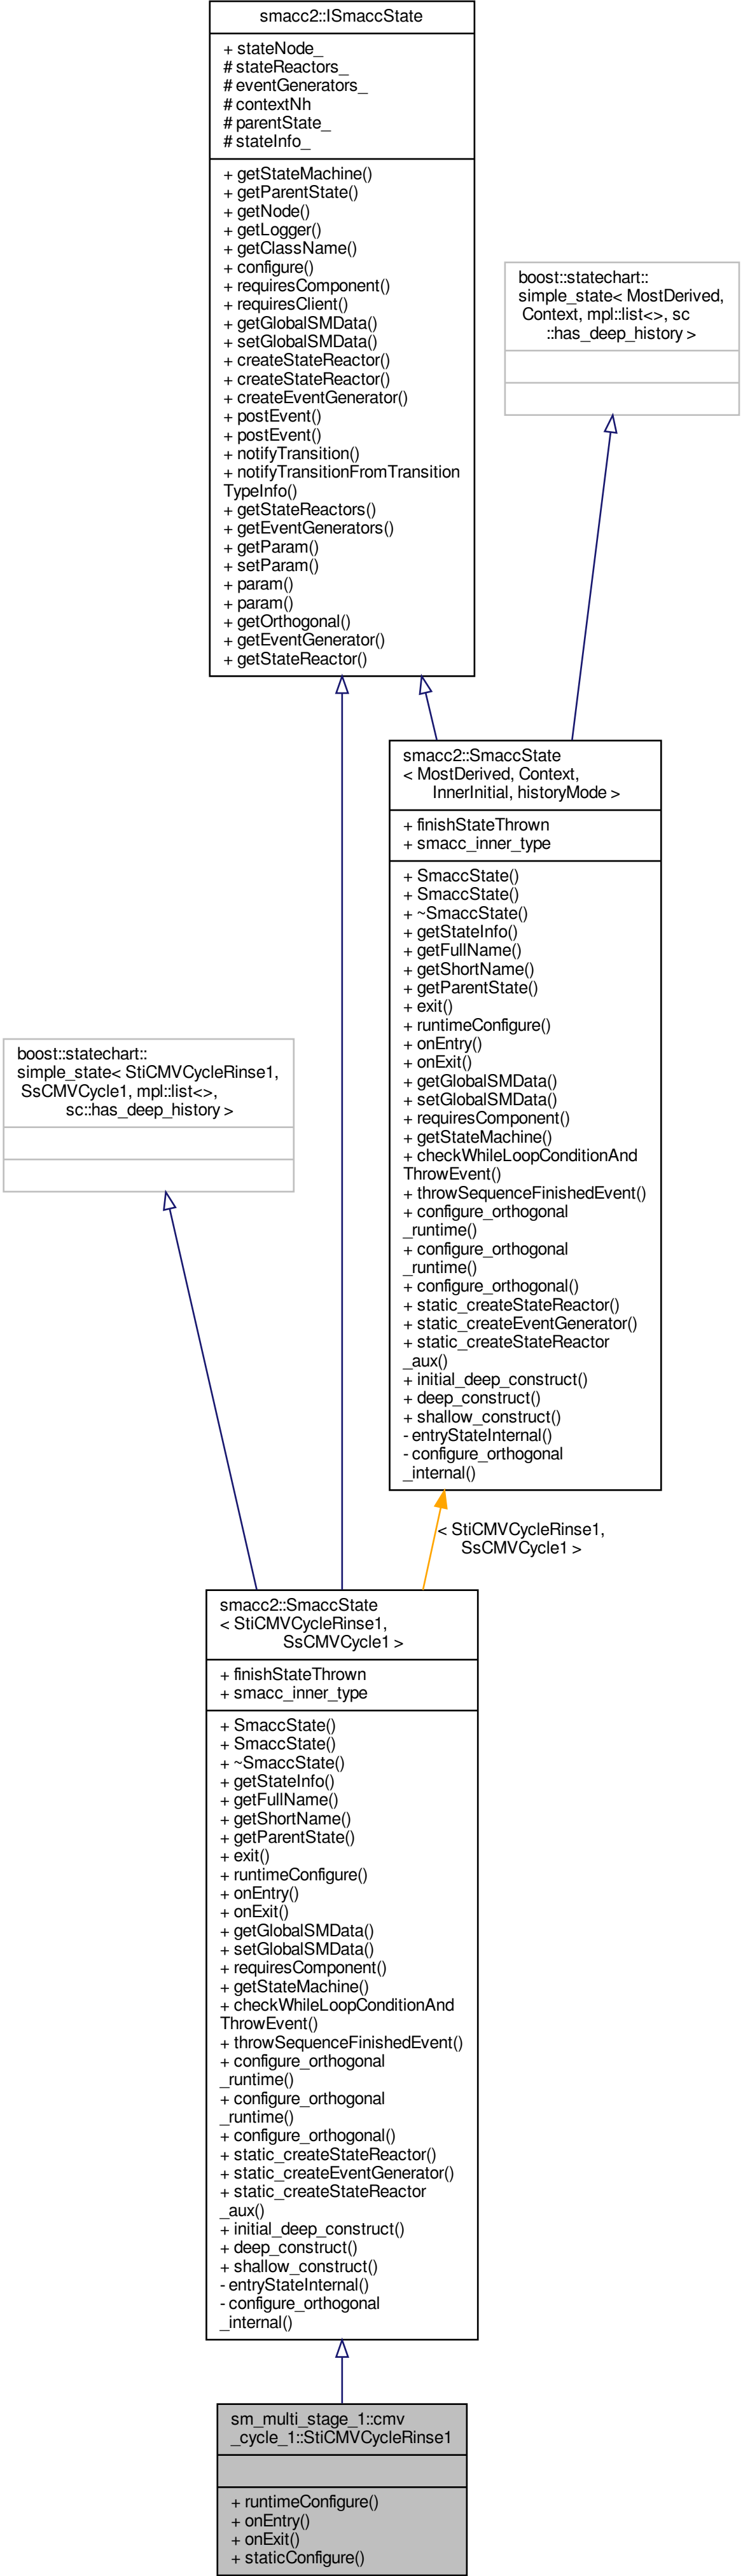 smacc2::ISmaccState
+ stateNode_
# stateReactors_
# eventGenerators_
# contextNh
# parentState_
# stateInfo_
+ getStateMachine()
+ getParentState()
+ getNode()
+ getLogger()
+ getClassName()
+ configure()
+ requiresComponent()
+ requiresClient()
+ getGlobalSMData()
+ setGlobalSMData()
+ createStateReactor()
+ createStateReactor()
+ createEventGenerator()
+ postEvent()
+ postEvent()
+ notifyTransition()
+ notifyTransitionFromTransition
TypeInfo()
+ getStateReactors()
+ getEventGenerators()
+ getParam()
+ setParam()
+ param()
+ param()
+ getOrthogonal()
+ getEventGenerator()
+ getStateReactor()
boost::statechart::
simple_state< MostDerived,
Context, mpl::list<>, sc
::has_deep_history >
smacc2::SmaccState
< MostDerived, Context,
InnerInitial, historyMode >
+ finishStateThrown
+ smacc_inner_type
+ SmaccState()
+ SmaccState()
+ ~SmaccState()
+ getStateInfo()
+ getFullName()
+ getShortName()
+ getParentState()
+ exit()
+ runtimeConfigure()
+ onEntry()
+ onExit()
+ getGlobalSMData()
+ setGlobalSMData()
+ requiresComponent()
+ getStateMachine()
+ checkWhileLoopConditionAnd
ThrowEvent()
+ throwSequenceFinishedEvent()
+ configure_orthogonal
_runtime()
+ configure_orthogonal
_runtime()
+ configure_orthogonal()
+ static_createStateReactor()
+ static_createEventGenerator()
+ static_createStateReactor
_aux()
+ initial_deep_construct()
+ deep_construct()
+ shallow_construct()
- entryStateInternal()
- configure_orthogonal
_internal()
boost::statechart::
simple_state< StiCMVCycleRinse1,
SsCMVCycle1, mpl::list<>,
sc::has_deep_history >
< StiCMVCycleRinse1,
SsCMVCycle1 >
smacc2::SmaccState
< StiCMVCycleRinse1,
SsCMVCycle1 >
+ finishStateThrown
+ smacc_inner_type
+ SmaccState()
+ SmaccState()
+ ~SmaccState()
+ getStateInfo()
+ getFullName()
+ getShortName()
+ getParentState()
+ exit()
+ runtimeConfigure()
+ onEntry()
+ onExit()
+ getGlobalSMData()
+ setGlobalSMData()
+ requiresComponent()
+ getStateMachine()
+ checkWhileLoopConditionAnd
ThrowEvent()
+ throwSequenceFinishedEvent()
+ configure_orthogonal
_runtime()
+ configure_orthogonal
_runtime()
+ configure_orthogonal()
+ static_createStateReactor()
+ static_createEventGenerator()
+ static_createStateReactor
_aux()
+ initial_deep_construct()
+ deep_construct()
+ shallow_construct()
- entryStateInternal()
- configure_orthogonal
_internal()
sm_multi_stage_1::cmv
_cycle_1::StiCMVCycleRinse1
+ runtimeConfigure()
+ onEntry()
+ onExit()
+ staticConfigure()